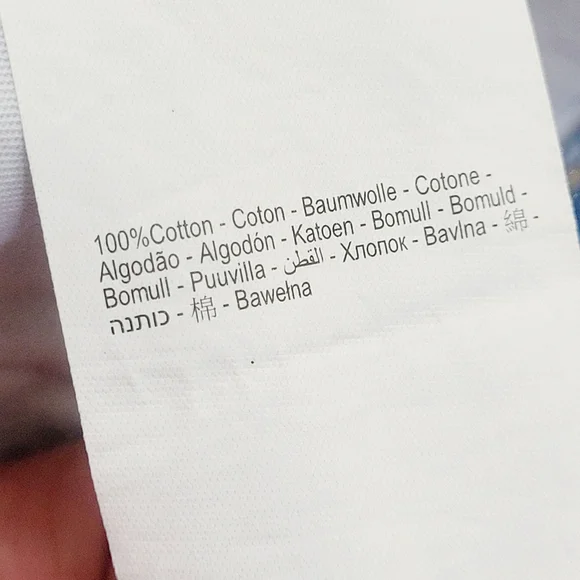 100%Cotton - Coton - Baumwolle - Cotone -
Algodão - Algodón - Katoen - Bomull - Bomuld -
Bomull - Puuvilla - القطن - Хлопок - Bavlna - 綿 -
כותנה - 棉 - Bawełna